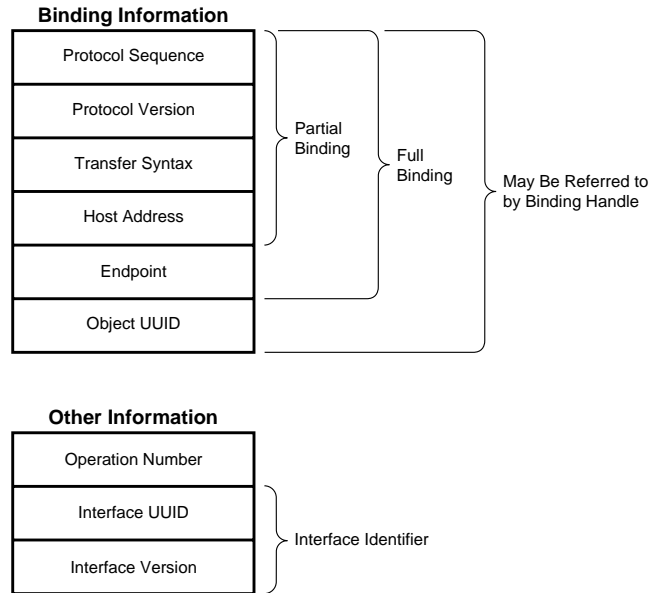 Binding Information
Protocol Sequence
Protocol Version
Transfer Syntax
Host Address
Endpoint
Object UUID
Partial
Binding
Full
Binding
May Be Referred to
by Binding Handle
Other Information
Operation Number
Interface UUID
Interface Version
Interface Identifier